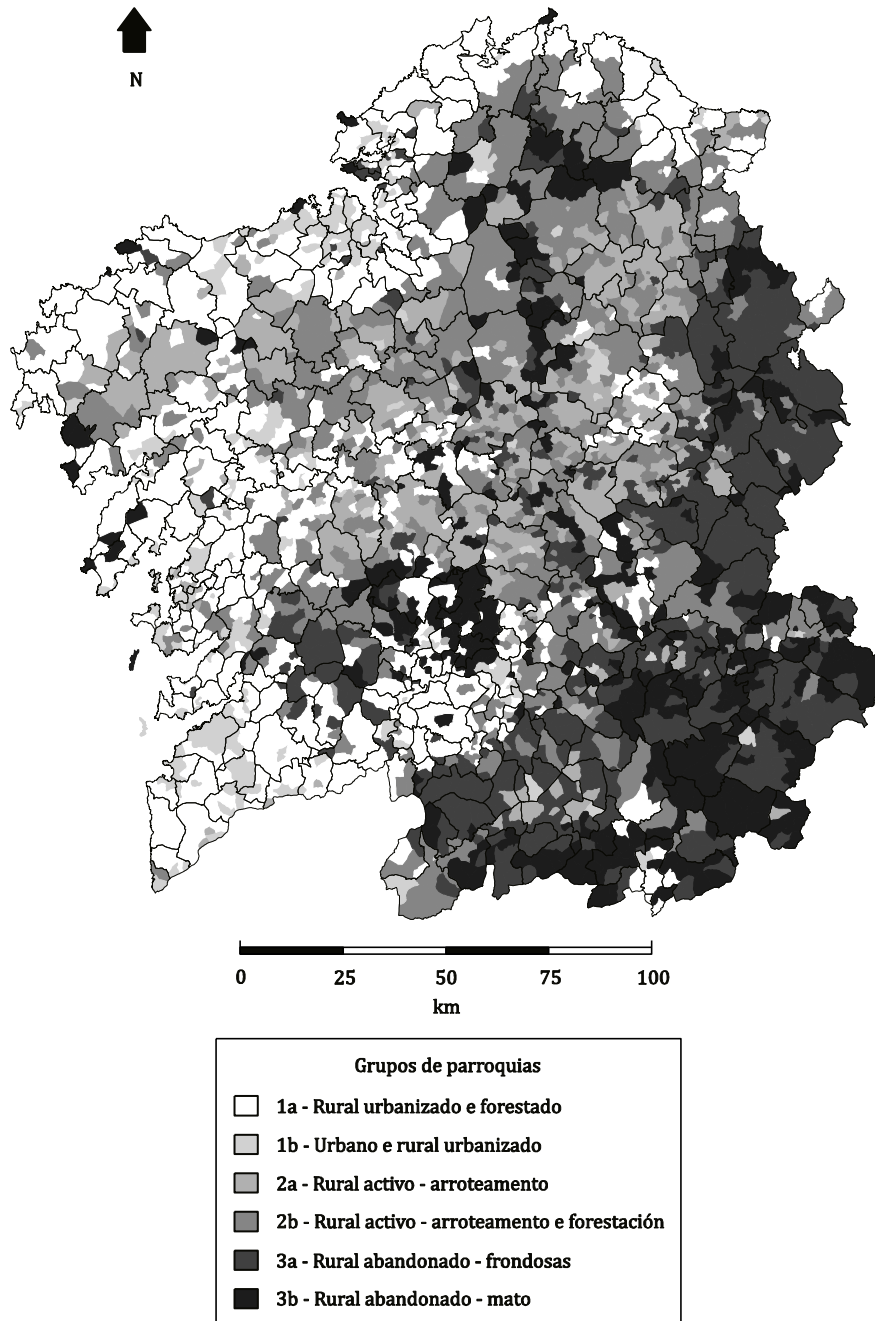 N
0 25 50 75 100
km
Grupos de parroquias
1a - Rural urbanizado e forestado
1b - Urbano e rural urbanizado
2a - Rural activo - arroteamento
2b - Rural activo - arroteamento e forestación
3a - Rural abandonado - frondosas
3b - Rural abandonado - mato